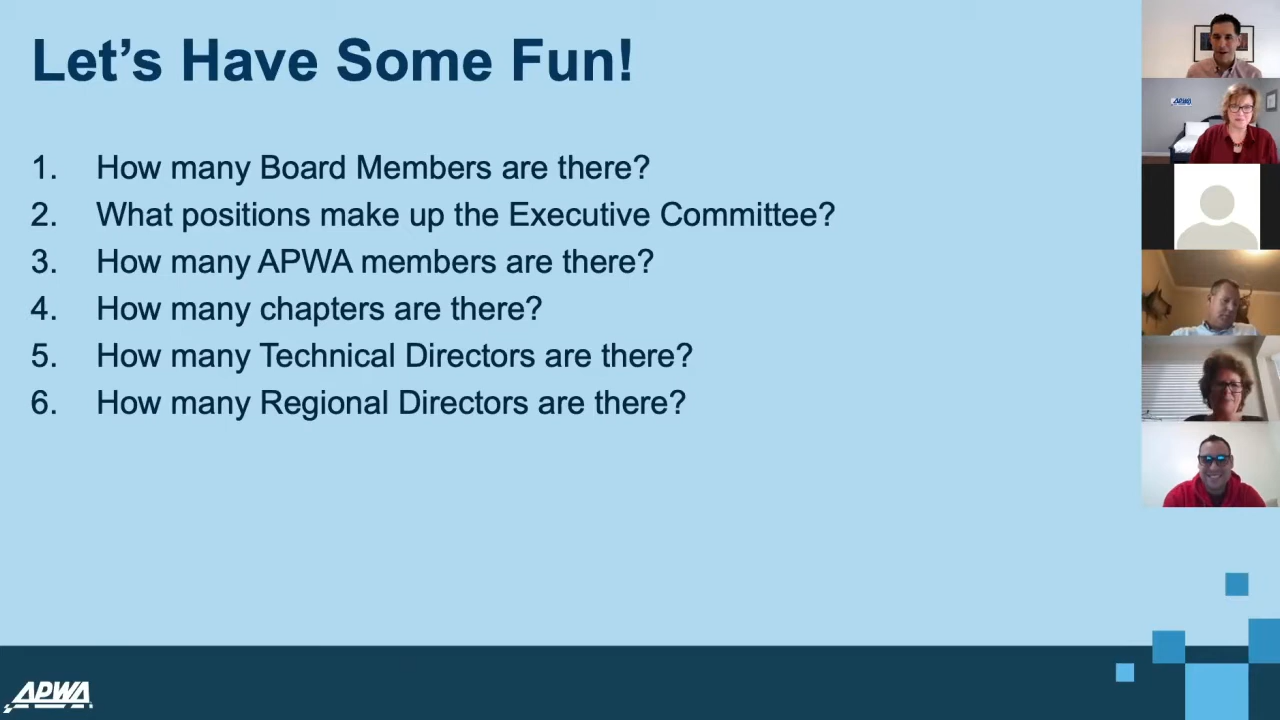 Let's Have Some Fun!
1. How many Board Members are there?
2. What positions make up the Executive Committee?
3. How many APWA members are there?
4. How many chapters are there?
5. How many Technical Directors are there?
6. How many Regional Directors are there?
APWA
APWA